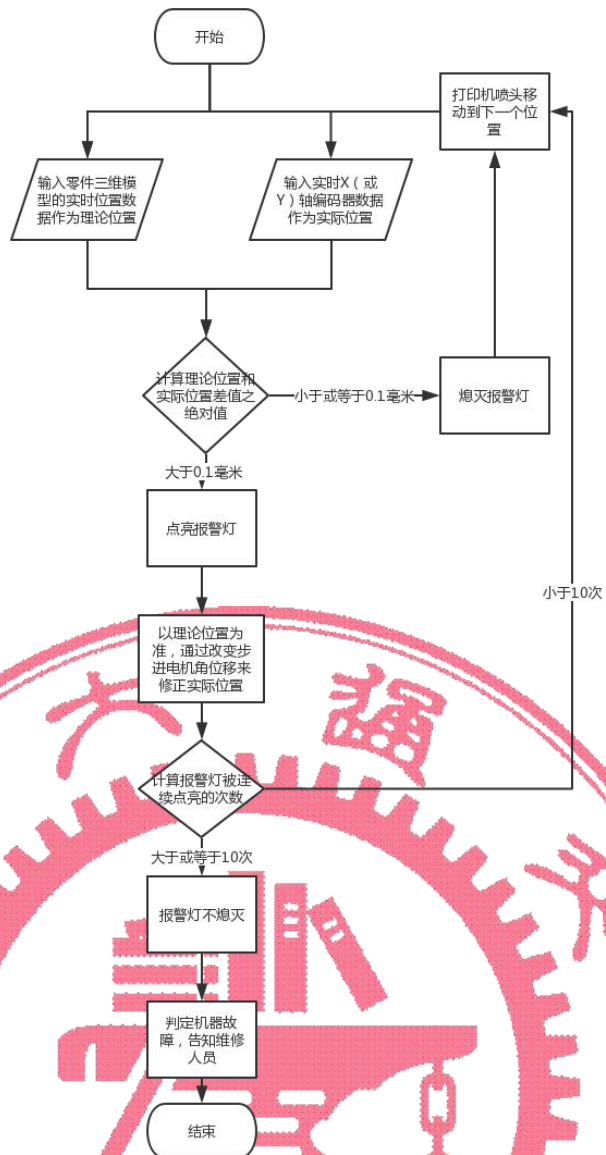 开始
打印机喷头移
动到下一个位
置
输入零件三维模
型的实时位置数
据作为理论位置
输入实时X（或
Y）轴编码器数据
作为实际位置
计算理论位置和
实际位置差值之
绝对值
小于或等于0.1毫米
熄灭报警灯
大于0.1毫米
点亮报警灯
小于10次
以理论位置为
准，通过改变步
进电机角位移来
修正实际位置
大
通
计算报警灯被连
续点亮的次数
大于或等于10次
报警灯不熄灭
判定机器故
障，告知维修
人员
结束